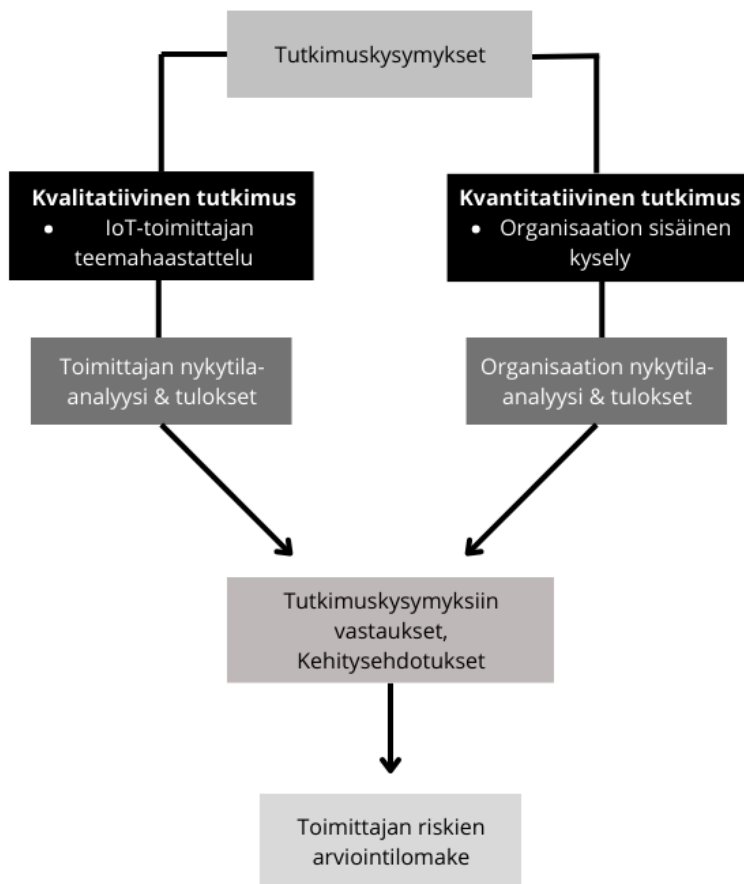 Tutkimuskysymykset
Kvalitatiivinen tutkimus
• IoT-toimittajan
teemahaastattelu
Kvantitatiivinen tutkimus
• Organisaation sisäinen
kysely
Toimittajan nykytila-
analyysi & tulokset
Organisaation nykytila-
analyysi & tulokset
Tutkimuskysymyksiin
vastaukset,
Kehitysehdotukset
Toimittajan riskien
arviointilomake